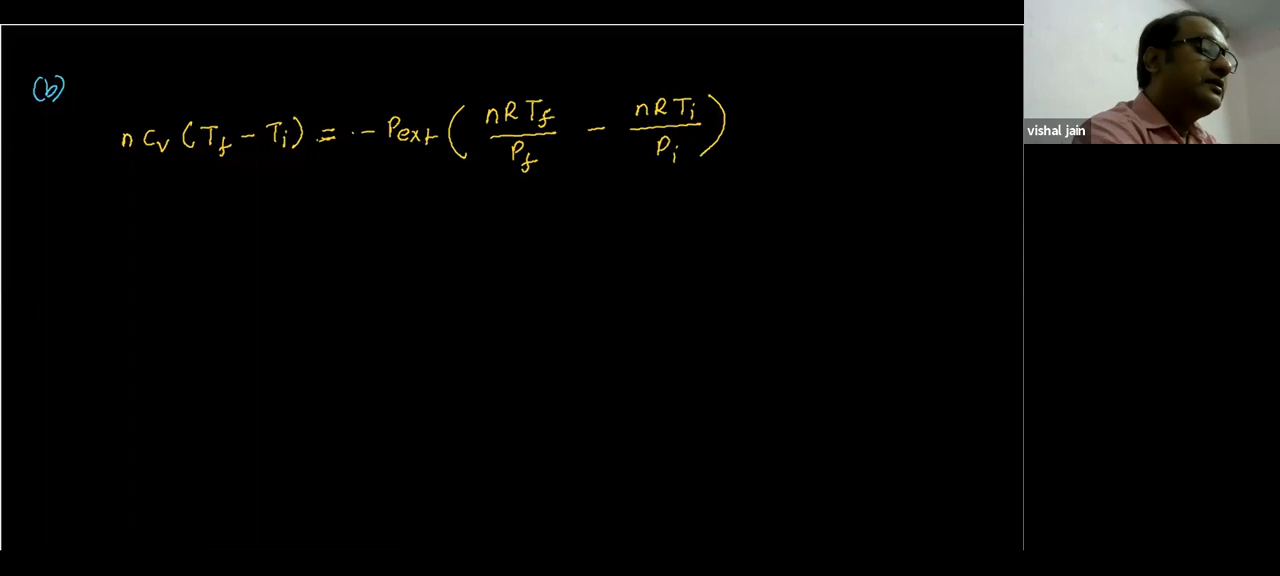 (b)
n Cv (Tf - Ti) = - Pext ( nRTf / Pf - nRTi / Pi )
vishal jain